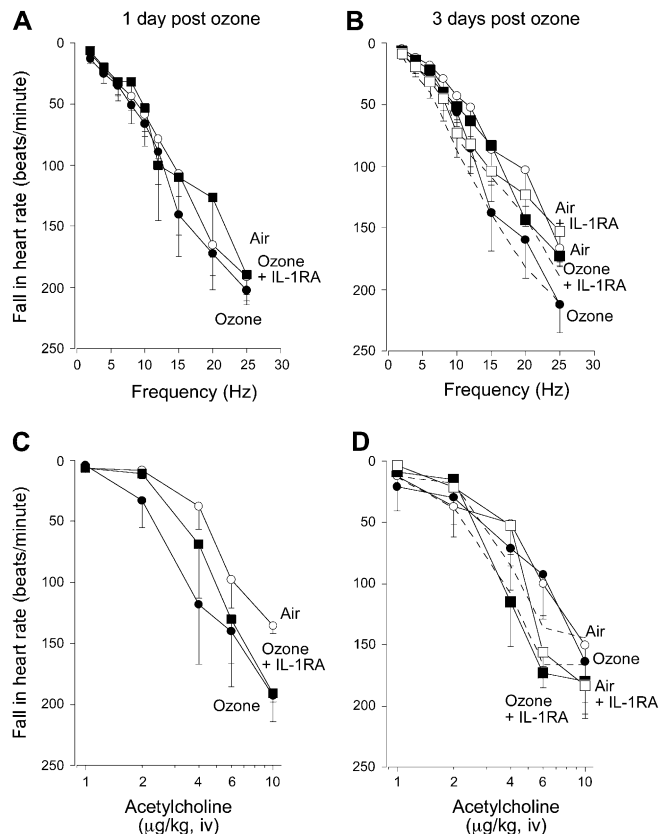 A
1 day post ozone
B
3 days post ozone
Fall in heart rate (beats/minute)
0
50
100
150
200
250
Air
Ozone
+ IL-1RA
Ozone
0 5 10 15 20 25 30
Frequency (Hz)
0
50
100
150
200
250
Air
+ IL-1RA
Air
Ozone
+ IL-1RA
Ozone
0 5 10 15 20 25 30
Frequency (Hz)
C
Fall in heart rate (beats/minute)
0
50
100
150
200
250
Air
Ozone
+ IL-1RA
Ozone
1 2 4 6 10
Acetylcholine
(μg/kg, iv)
D
0
50
100
150
200
250
Air
Ozone
Air
+ IL-1RA
Ozone
+ IL-1RA
1 2 4 6 10
Acetylcholine
(μg/kg, iv)